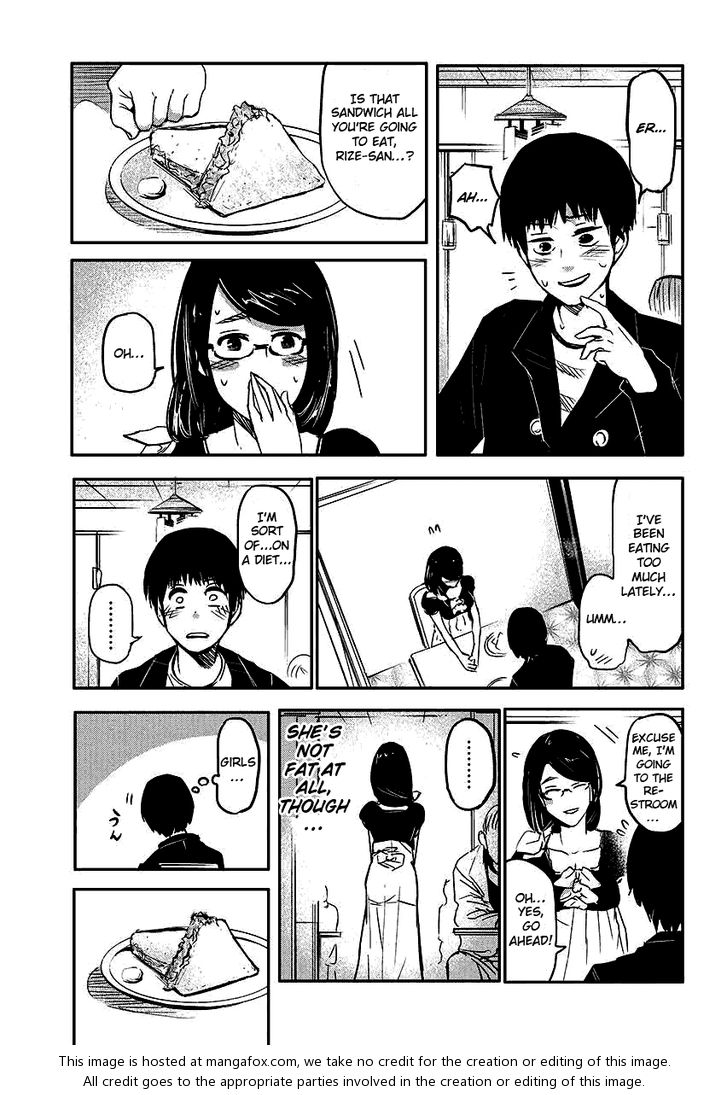 ER...
AH...
IS THAT
SANDWICH ALL
YOU'RE GOING
TO EAT,
RIZE-SAN...?
OH...
I'VE
BEEN
EATING
TOO
MUCH
LATELY...
UMM...
I'M
SORT
OF...ON
A DIET...
.........
EXCUSE
ME, I'M
GOING
TO THE
RE-
STROOM
...
OH...
YES,
GO
AHEAD!
......
SHE'S
NOT
FAT AT
ALL,
THOUGH
...
GIRLS
...
うん
This image is hosted at mangafox.com, we take no credit for the creation or editing of this image.
All credit goes to the appropriate parties involved in the creation or editing of this image.